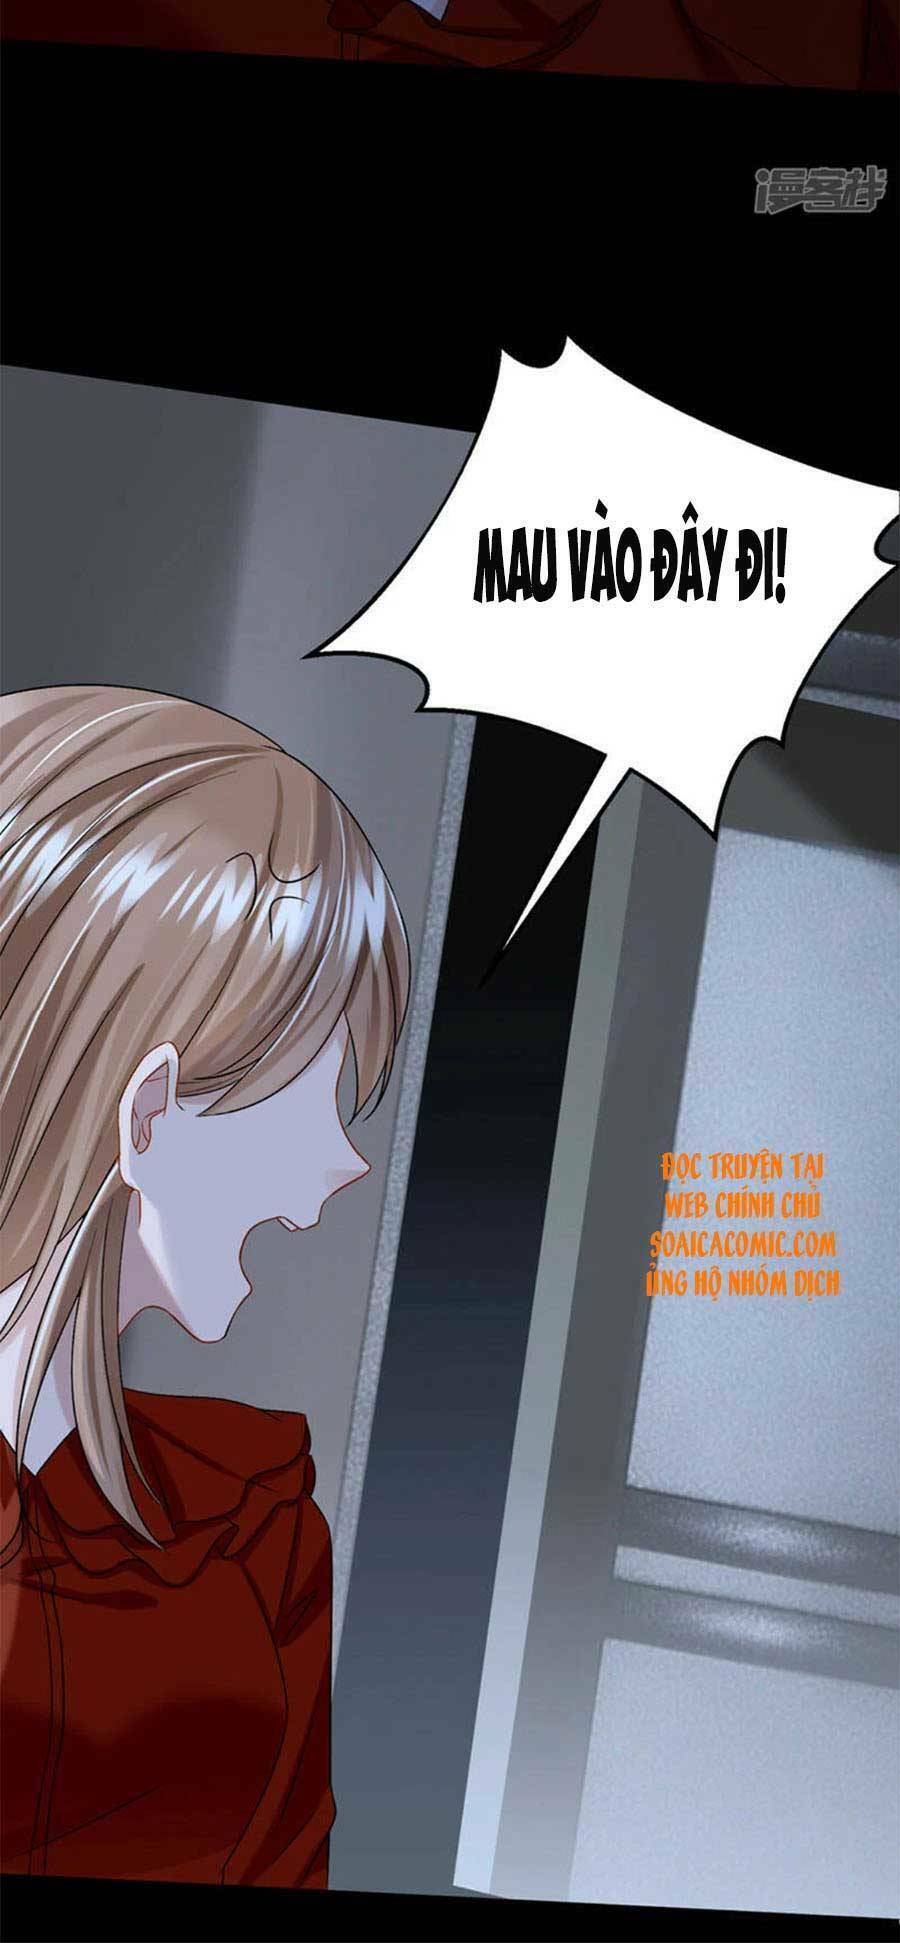 漫客栈
MAU VÀO ĐÂY ĐI!
ĐỌC TRUYỆN TẠI
WEB CHÍNH CHỦ
SOAICACOMIC.COM
ỦNG HỘ NHÓM DỊCH